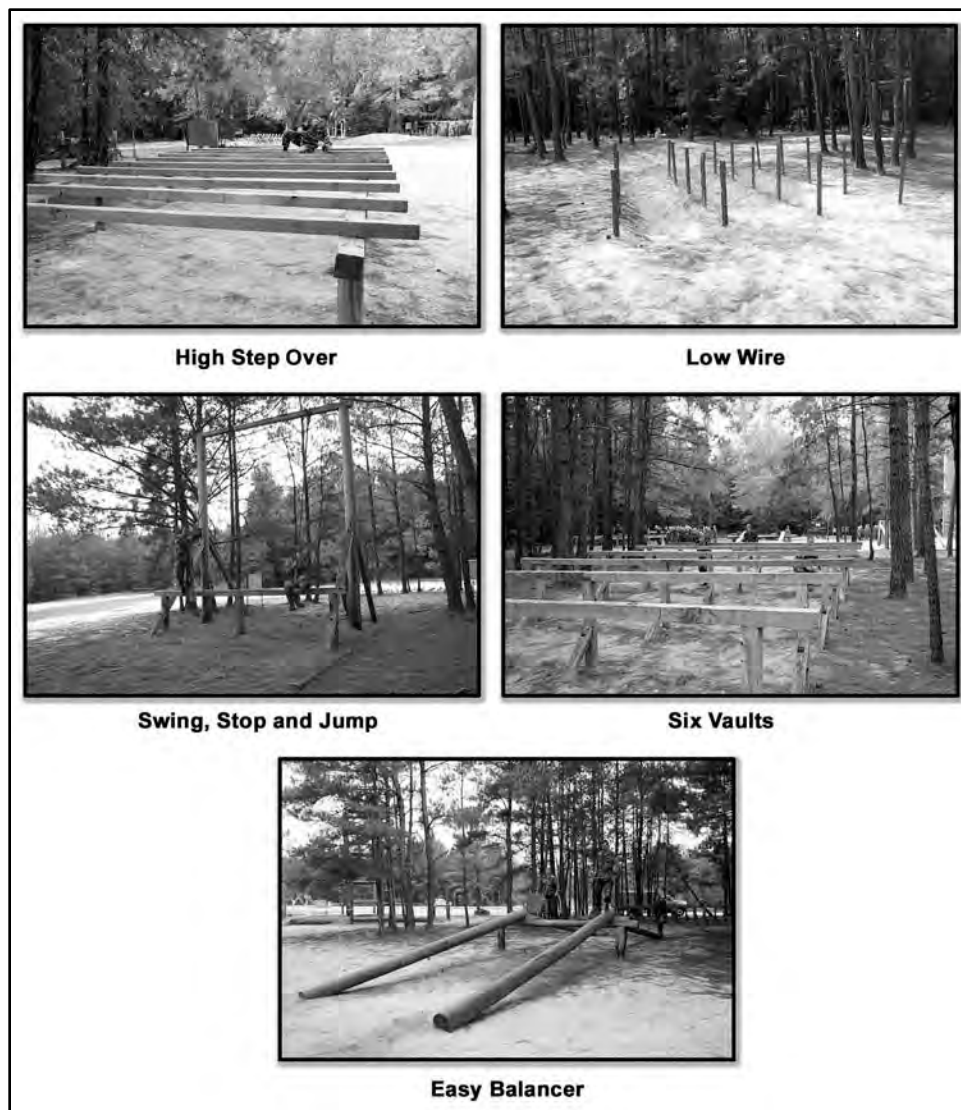 High Step Over
Low Wire
Swing, Stop and Jump
Six Vaults
Easy Balancer